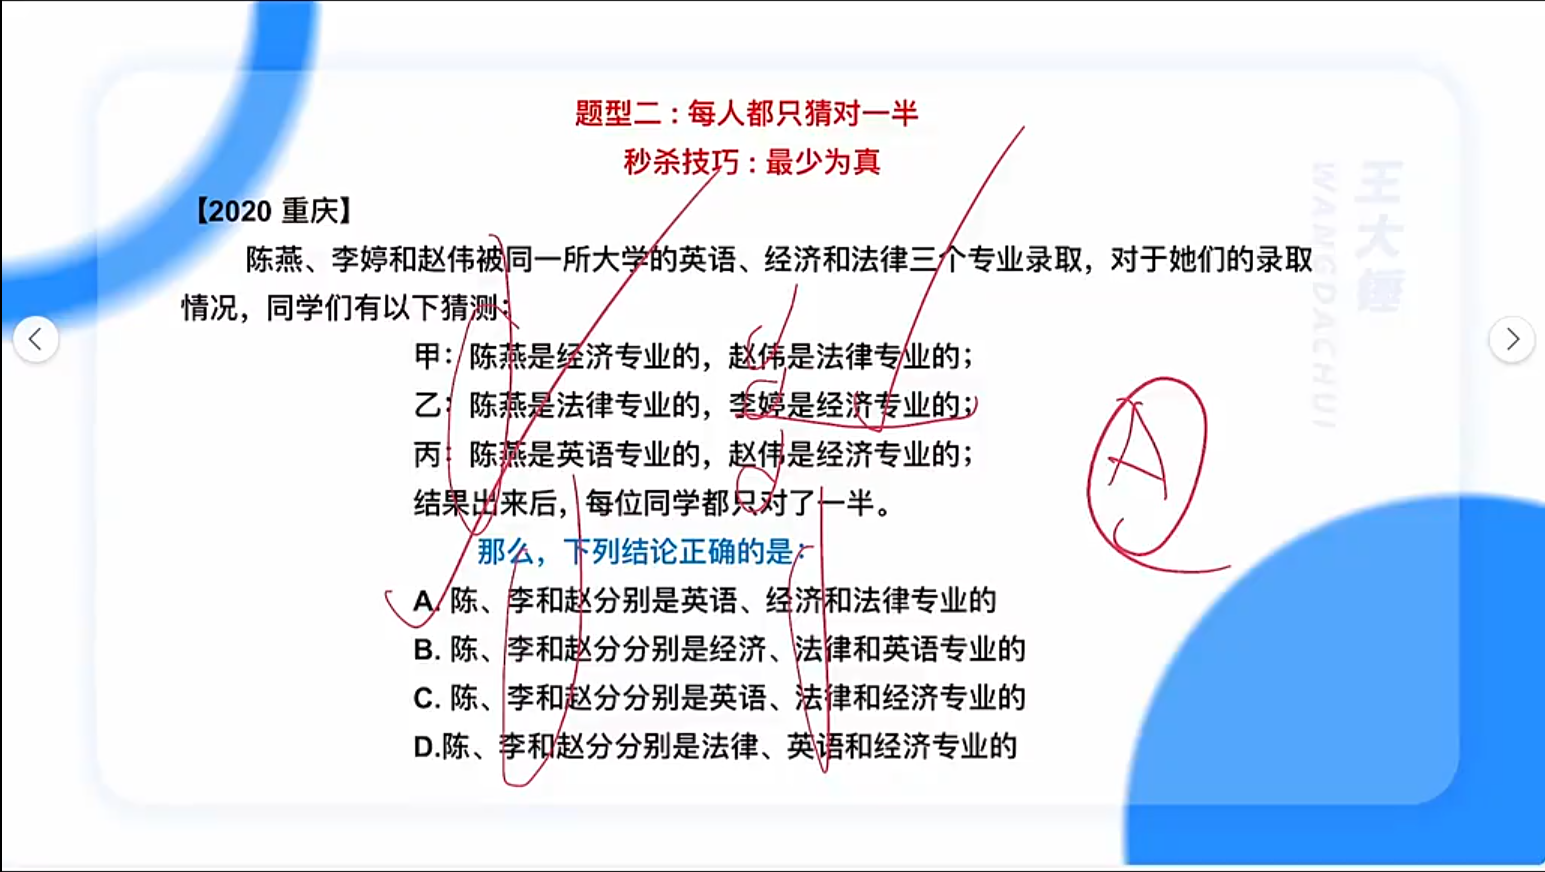 题型二：每人都只猜对一半
秒杀技巧：最少为真
【2020 重庆】
陈燕、李婷和赵伟被同一所大学的英语、经济和法律三个专业录取，对于她们的录取
情况，同学们有以下猜测：
甲：陈燕是经济专业的，赵伟是法律专业的；
乙：陈燕是法律专业的，李婷是经济专业的；
丙：陈燕是英语专业的，赵伟是经济专业的；
结果出来后，每位同学都只对了一半。
那么，下列结论正确的是：
A. 陈、李和赵分别是英语、经济和法律专业的
B. 陈、李和赵分分别是经济、法律和英语专业的
C. 陈、李和赵分分别是英语、法律和经济专业的
D.陈、李和赵分分别是法律、英语和经济专业的
A
王大锤
WANGDACHUI